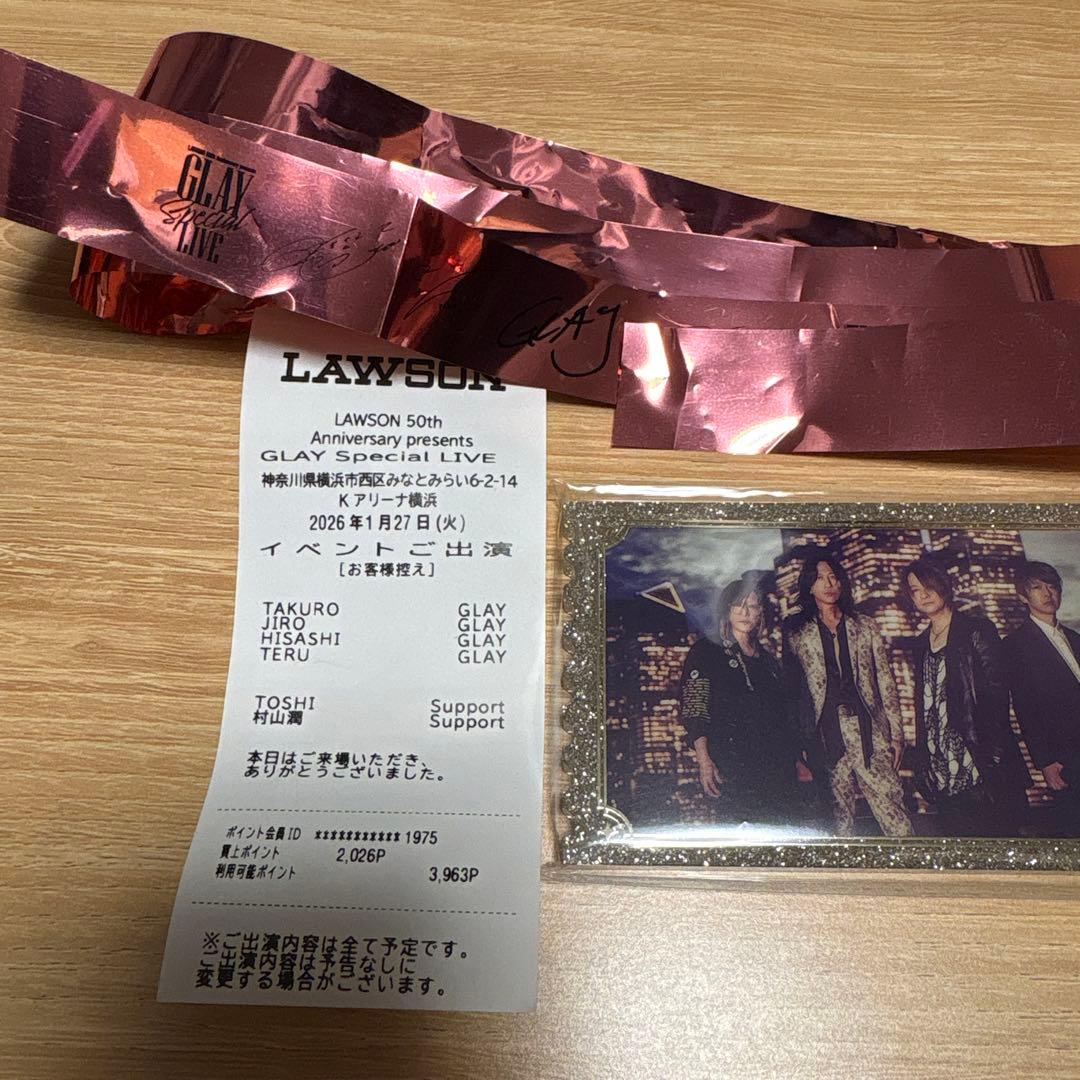 GLAY
Special
LIVE
GLAY
LAWSON
LAWSON 50th
Anniversary presents
GLAY Special LIVE
神奈川県横浜市西区みなとみらい6-2-14
K アリーナ横浜
2026年1月27日(火)
イベントご出演
[お客様控え]
TAKURO GLAY
JIRO GLAY
HISASHI GLAY
TERU GLAY
TOSHI Support
村山潤 Support
本日はご来場いただき、
ありがとうございました。
ポイント会員ID ***********1975
買上ポイント 2,026P
利用可能ポイント 3,963P
※ご出演内容は全て予定です。
ご出演内容は予告なしに
変更する場合がございます。